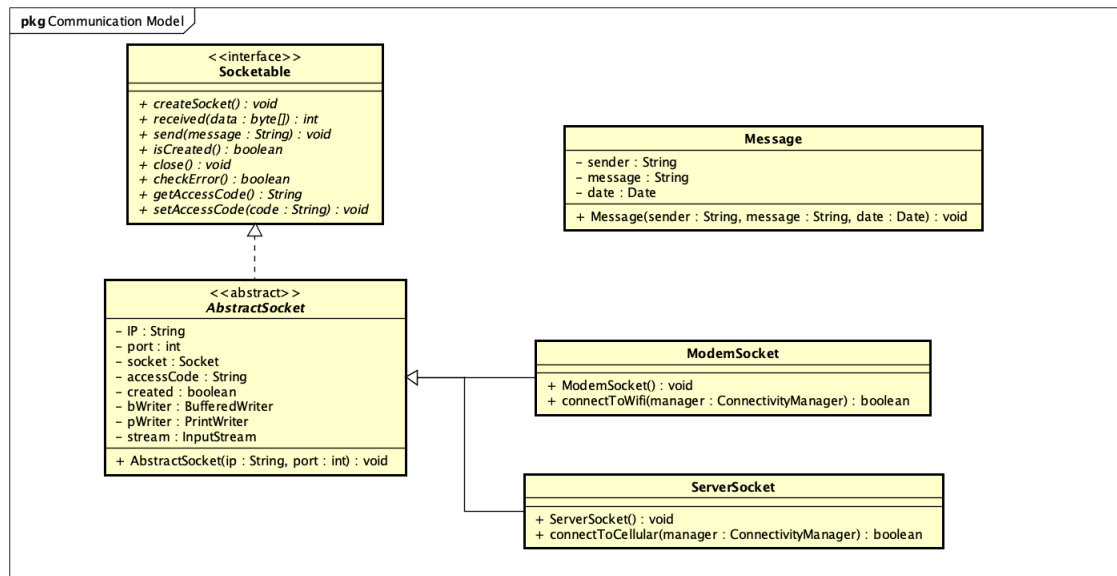 pkg Communication Model
<<interface>>
Socketable
+ createSocket() : void
+ received(data : byte[]) : int
+ send(message : String) : void
+ isCreated() : boolean
+ close() : void
+ checkError() : boolean
+ getAccessCode() : String
+ setAccessCode(code : String) : void
Message
- sender : String
- message : String
- date : Date
+ Message(sender : String, message : String, date : Date) : void
<<abstract>>
AbstractSocket
- IP : String
- port : int
- socket : Socket
- accessCode : String
- created : boolean
- bWriter : BufferedWriter
- pWriter : PrintWriter
- stream : InputStream
+ AbstractSocket(ip : String, port : int) : void
ModemSocket
+ ModemSocket() : void
+ connectToWifi(manager : ConnectivityManager) : boolean
ServerSocket
+ ServerSocket() : void
+ connectToCellular(manager : ConnectivityManager) : boolean